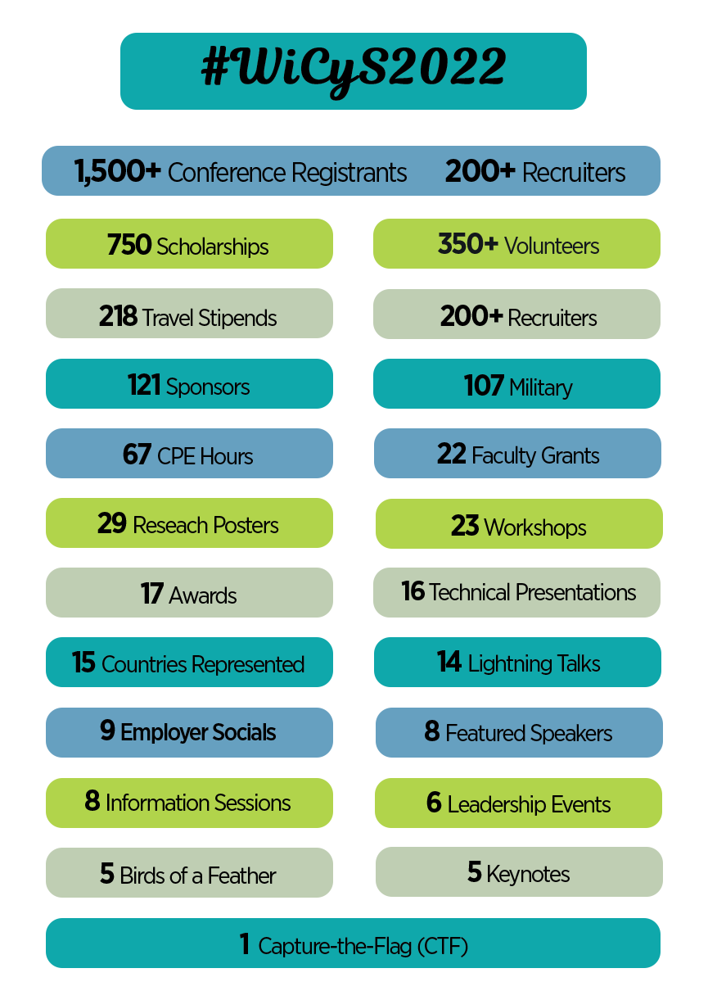 #WiCyS2022
1,500+ Conference Registrants 200+ Recruiters
750 Scholarships
350+ Volunteers
218 Travel Stipends
200+ Recruiters
121 Sponsors
107 Military
67 CPE Hours
22 Faculty Grants
29 Reseach Posters
23 Workshops
17 Awards
16 Technical Presentations
15 Countries Represented
14 Lightning Talks
9 Employer Socials
8 Featured Speakers
8 Information Sessions
6 Leadership Events
5 Birds of a Feather
5 Keynotes
1 Capture-the-Flag (CTF)